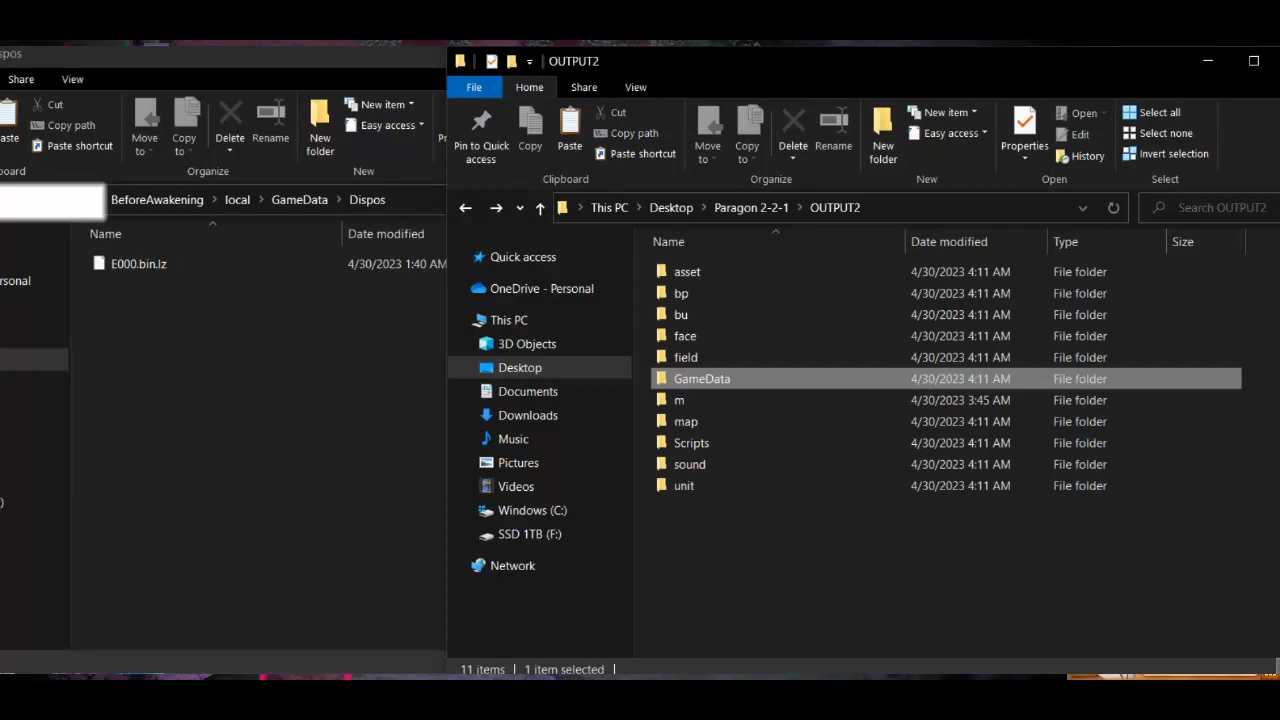 spos
Share
View
aste
Cut
Copy path
Paste shortcut
Move
to
Copy
to
Delete
Rename
New
folder
New item
Easy access
Pr
oard
Organize
New
BeforeAwakening > local > GameData > Dispos
Name
Date modified
E000.bin.lz
4/30/2023 1:40 AM
rsonal
)
OUTPUT2
File
Home
Share
View
Pin to Quick
access
Copy
Paste
Cut
Copy path
Paste shortcut
Move
to
Copy
to
Delete
Rename
New
folder
New item
Easy access
Properties
Open
Edit
History
Select all
Select none
Invert selection
Clipboard
Organize
New
Open
Select
This PC > Desktop > Paragon 2-2-1 > OUTPUT2
Search OUTPUT2
Quick access
OneDrive - Personal
This PC
3D Objects
Desktop
Documents
Downloads
Music
Pictures
Videos
Windows (C:)
SSD 1TB (F:)
Network
Name
Date modified
Type
Size
asset 4/30/2023 4:11 AM File folder
bp 4/30/2023 4:11 AM File folder
bu 4/30/2023 4:11 AM File folder
face 4/30/2023 4:11 AM File folder
field 4/30/2023 4:11 AM File folder
GameData 4/30/2023 4:11 AM File folder
m 4/30/2023 3:45 AM File folder
map 4/30/2023 4:11 AM File folder
Scripts 4/30/2023 4:11 AM File folder
sound 4/30/2023 4:11 AM File folder
unit 4/30/2023 4:11 AM File folder
11 items
1 item selected